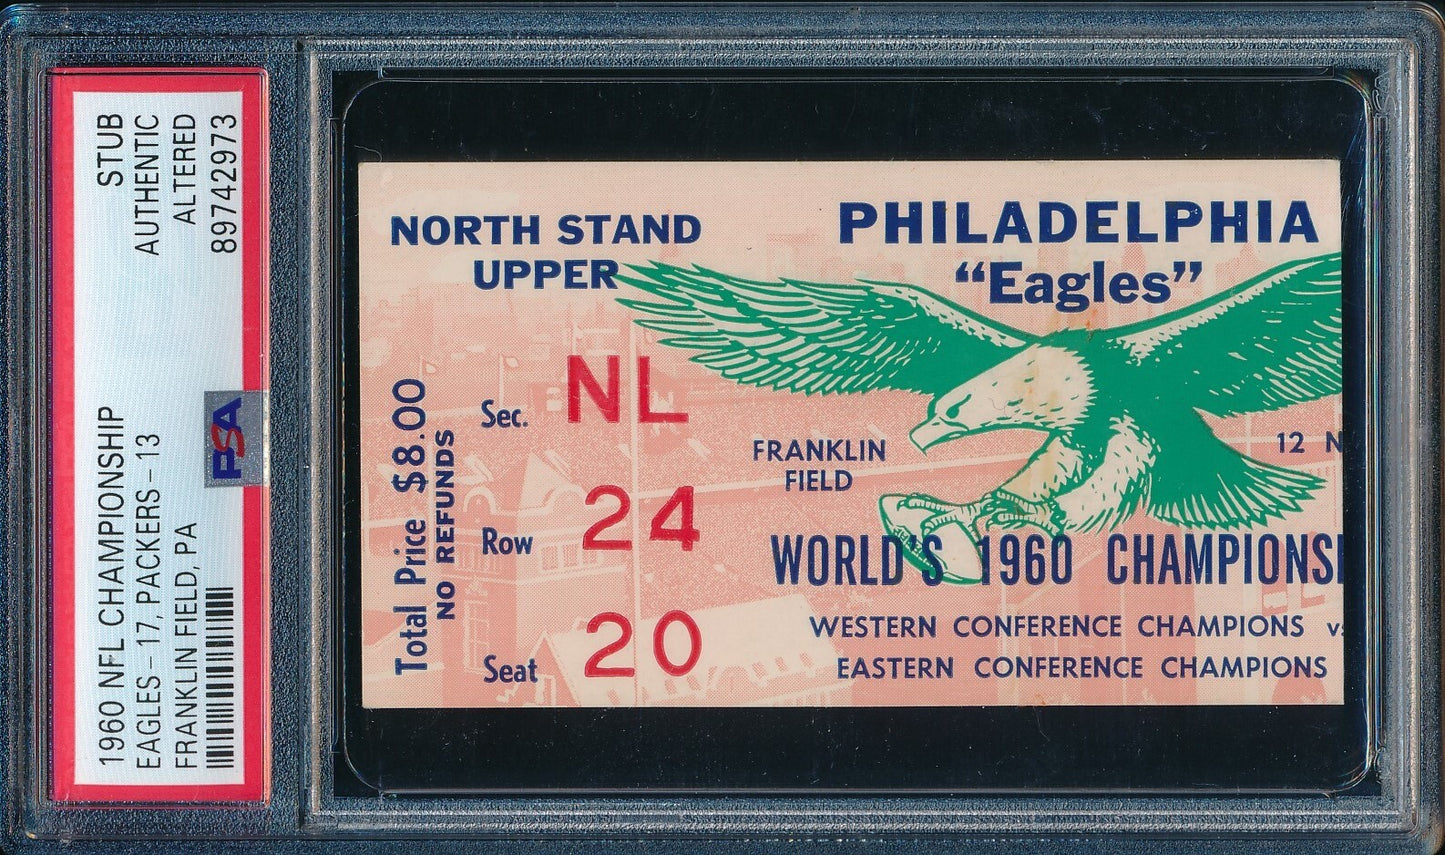 1960 NFL CHAMPIONSHIP
EAGLES-17, PACKERS-13
FRANKLIN FIELD, PA
STUB
AUTHENTIC
ALTERED
89742973
PSA
NORTH STAND
UPPER
PHILADELPHIA
“Eagles”
Total Price $8.00
NO REFUNDS
Sec. NL
Row 24
Seat 20
FRANKLIN
FIELD
12 N
WORLD'S 1960 CHAMPIONS
WESTERN CONFERENCE CHAMPIONS vs
EASTERN CONFERENCE CHAMPIONS